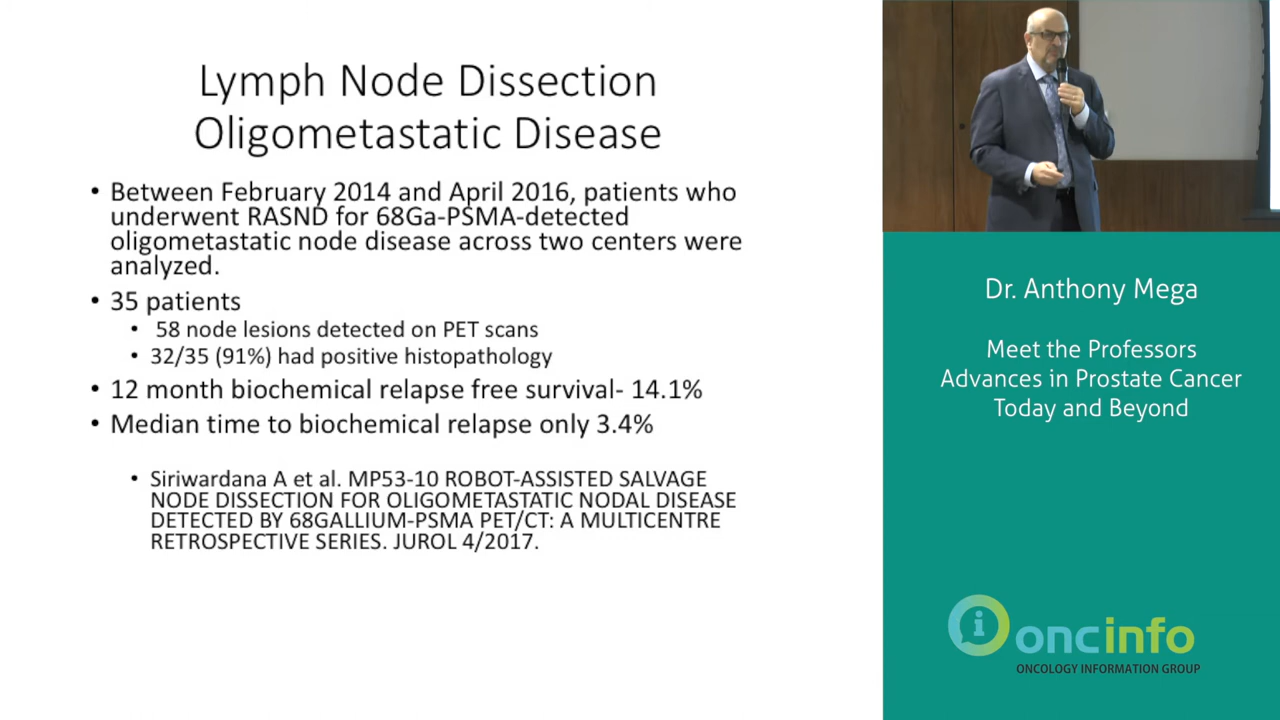 Lymph Node Dissection
Oligometastatic Disease
• Between February 2014 and April 2016, patients who
underwent RASND for 68Ga-PSMA-detected
oligometastatic node disease across two centers were
analyzed.
• 35 patients
• 58 node lesions detected on PET scans
• 32/35 (91%) had positive histopathology
• 12 month biochemical relapse free survival- 14.1%
• Median time to biochemical relapse only 3.4%
• Siriwardana A et al. MP53-10 ROBOT-ASSISTED SALVAGE
NODE DISSECTION FOR OLIGOMETASTATIC NODAL DISEASE
DETECTED BY 68GALLIUM-PSMA PET/CT: A MULTICENTRE
RETROSPECTIVE SERIES. JUROL 4/2017.
Dr. Anthony Mega
Meet the Professors
Advances in Prostate Cancer
Today and Beyond
i oncinfo
ONCOLOGY INFORMATION GROUP